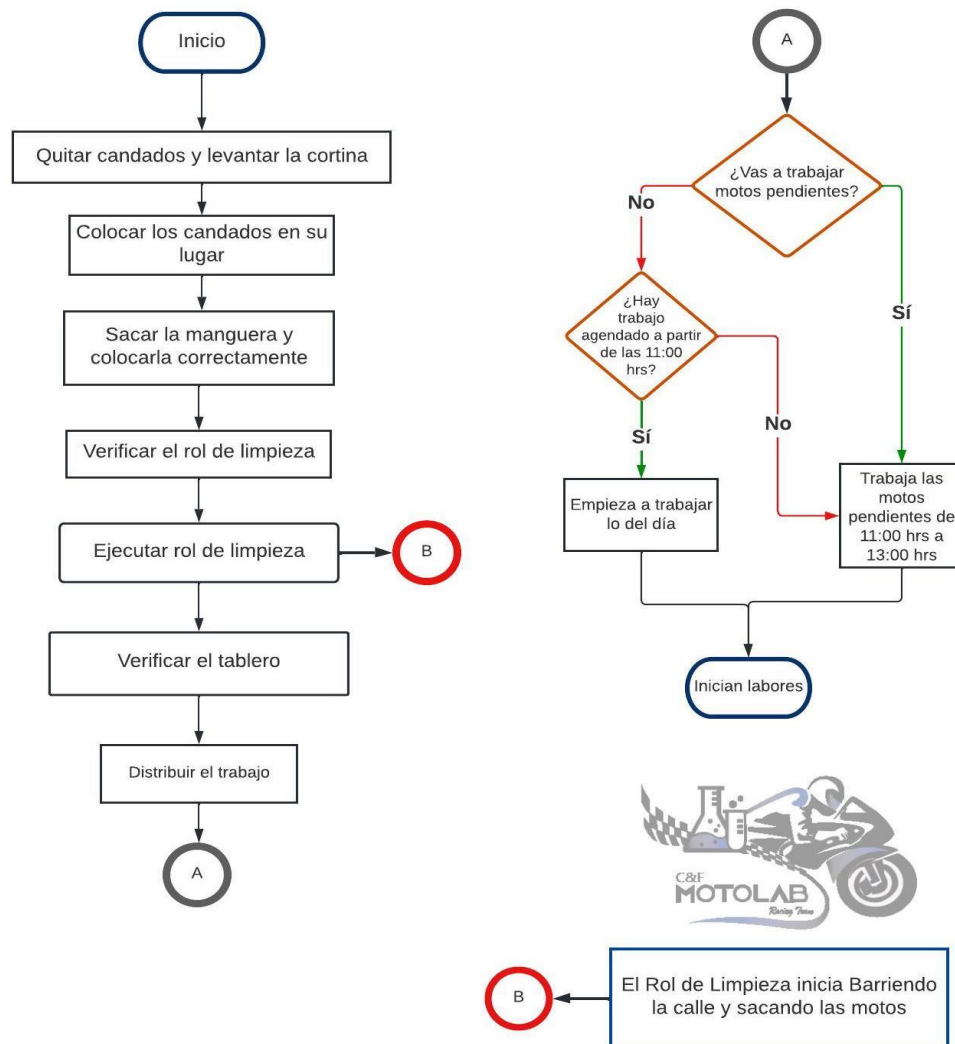 Inicio
Quitar candados y levantar la cortina
Colocar los candados en su
lugar
Sacar la manguera y
colocarla correctamente
Verificar el rol de limpieza
Ejecutar rol de limpieza
B
Verificar el tablero
Distribuir el trabajo
A
A
¿Vas a trabajar
motos pendientes?
No
Sí
¿Hay
trabajo
agendado a partir
de las 11:00
hrs?
No
Sí
Empieza a trabajar
lo del día
Trabaja las
motos
pendientes de
11:00 hrs a
13:00 hrs
Inician labores
C&F
MOTOLAB
Racing Team
B
El Rol de Limpieza inicia Barriendo
la calle y sacando las motos